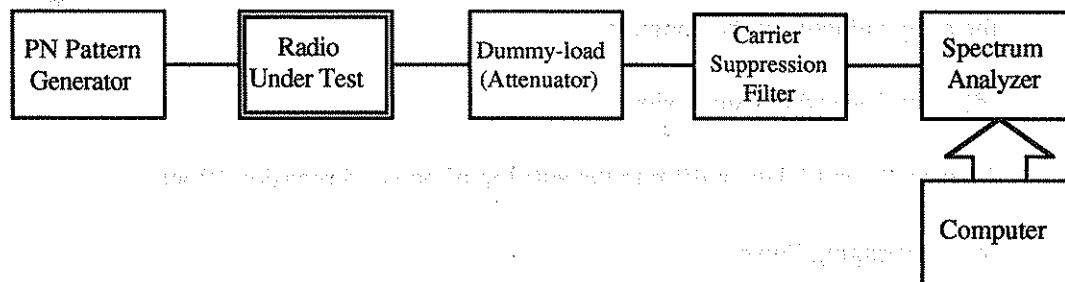 PN Pattern
Generator
Radio
Under Test
Dummy-load
(Attenuator)
Carrier
Suppression
Filter
Spectrum
Analyzer
Computer